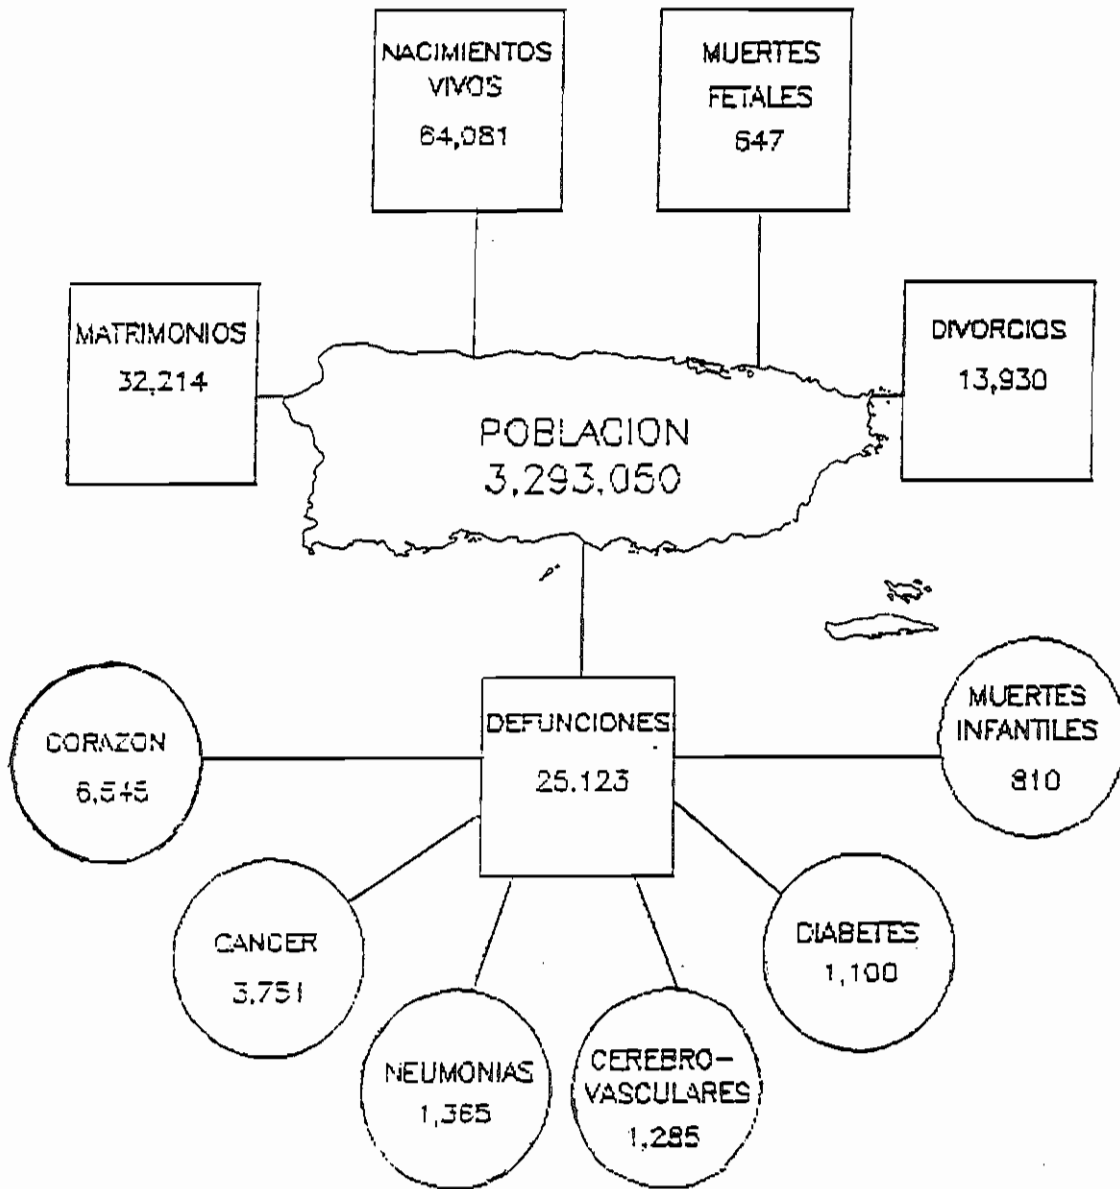 NACIMIENTOS
VIVOS
64,081
MUERTES
FETALES
647
MATRIMONIOS
32,214
DIVORCIOS
13,930
POBLACION
3,293,050
DEFUNCIONES
25,123
CORAZON
6,545
MUERTES
INFANTILES
810
CANCER
3,751
DIABETES
1,100
NEUMONIAS
1,365
CEREBRO-
VASCULARES
1,285